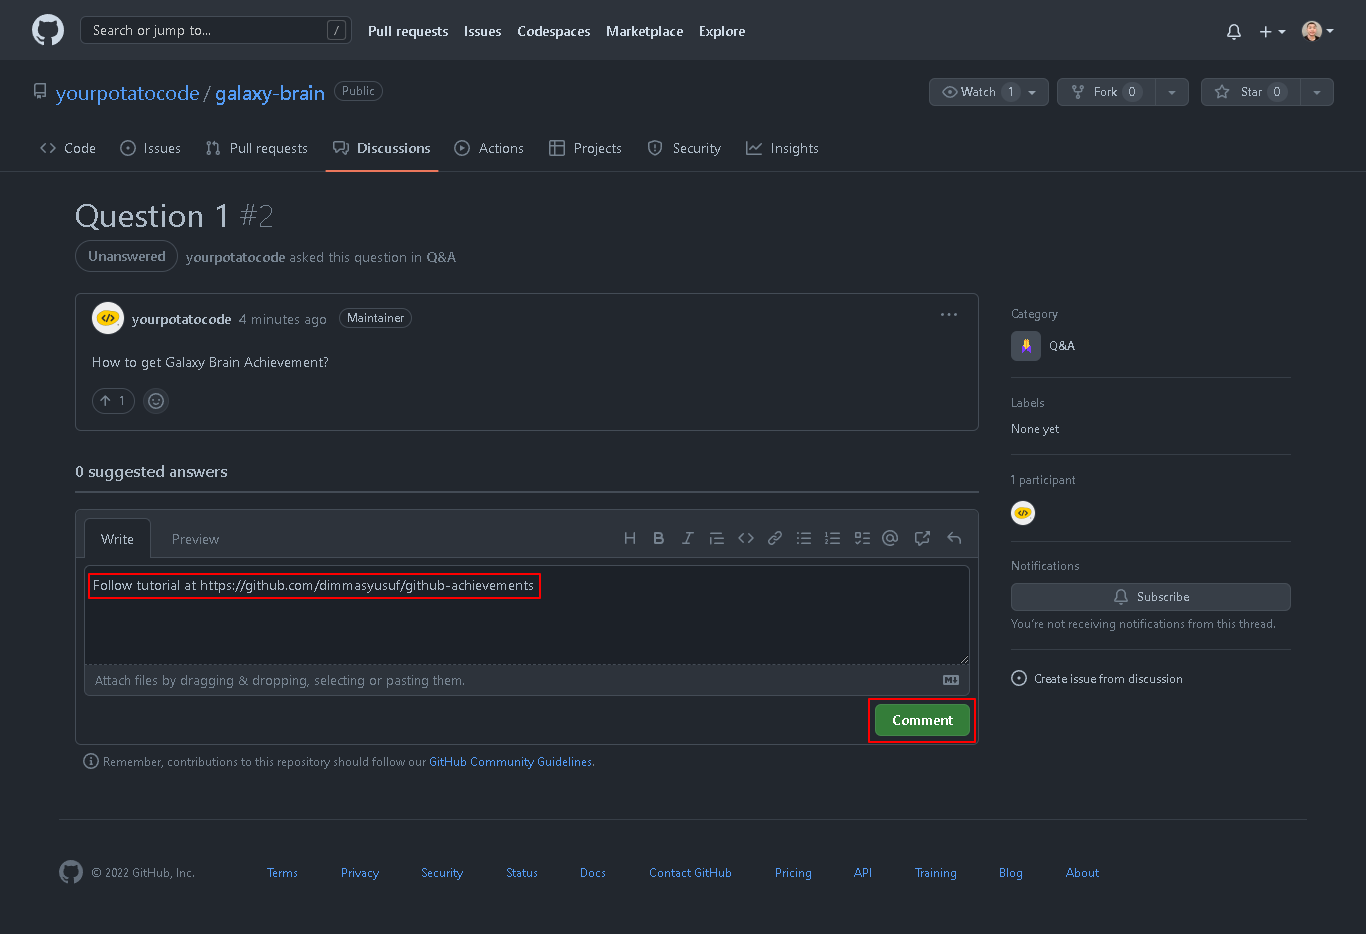 Search or jump to... /
Pull requests Issues Codespaces Marketplace Explore
yourpotatocode / galaxy-brain Public
Watch 1 Fork 0 Star 0
Code Issues Pull requests Discussions Actions Projects Security Insights
Question 1 #2
Unanswered yourpotatocode asked this question in Q&A
yourpotatocode 4 minutes ago Maintainer
How to get Galaxy Brain Achievement?
1
0 suggested answers
Write Preview
H B I
Follow tutorial at https://github.com/dimmasyusuf/github-achievements
Attach files by dragging & dropping, selecting or pasting them.
Comment
Remember, contributions to this repository should follow our GitHub Community Guidelines.
Category
Q&A
Labels
None yet
1 participant
Notifications
Subscribe
You're not receiving notifications from this thread.
Create issue from discussion
© 2022 GitHub, Inc. Terms Privacy Security Status Docs Contact GitHub Pricing API Training Blog About